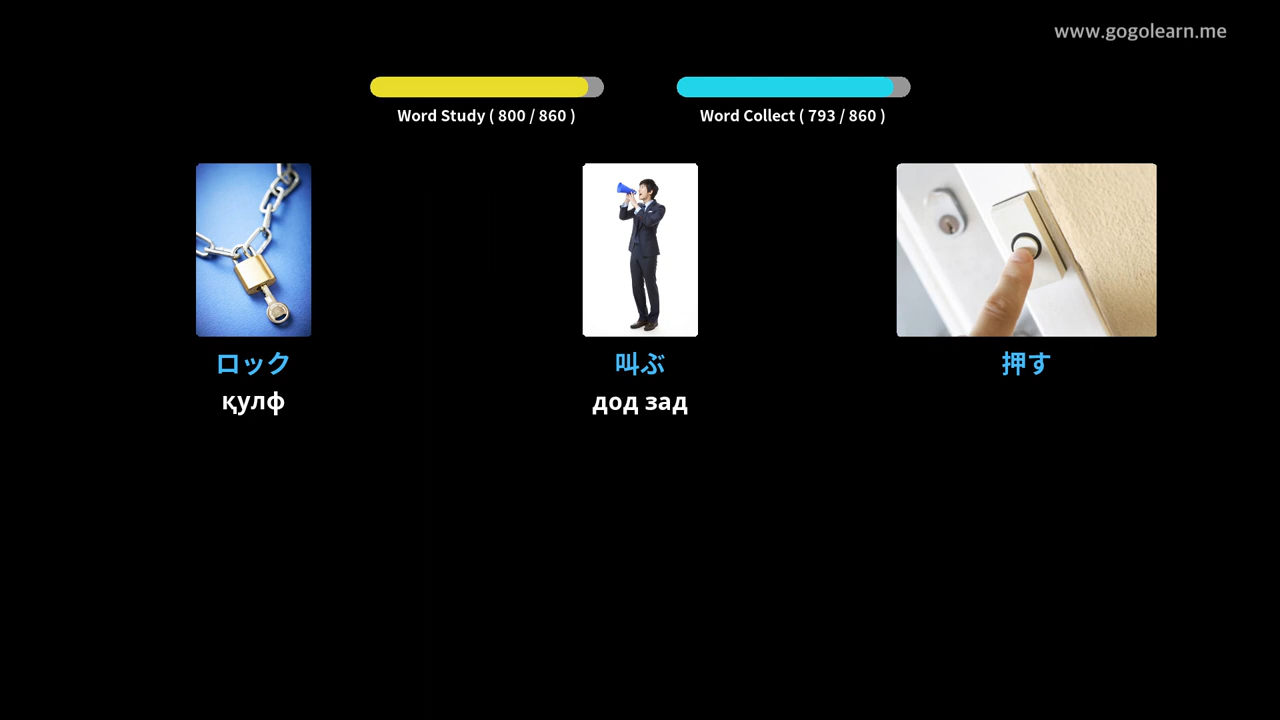 www.gogolearn.me
Word Study ( 800 / 860 )
Word Collect ( 793 / 860 )
ロック
叫ぶ
押す
қулф
дод зад